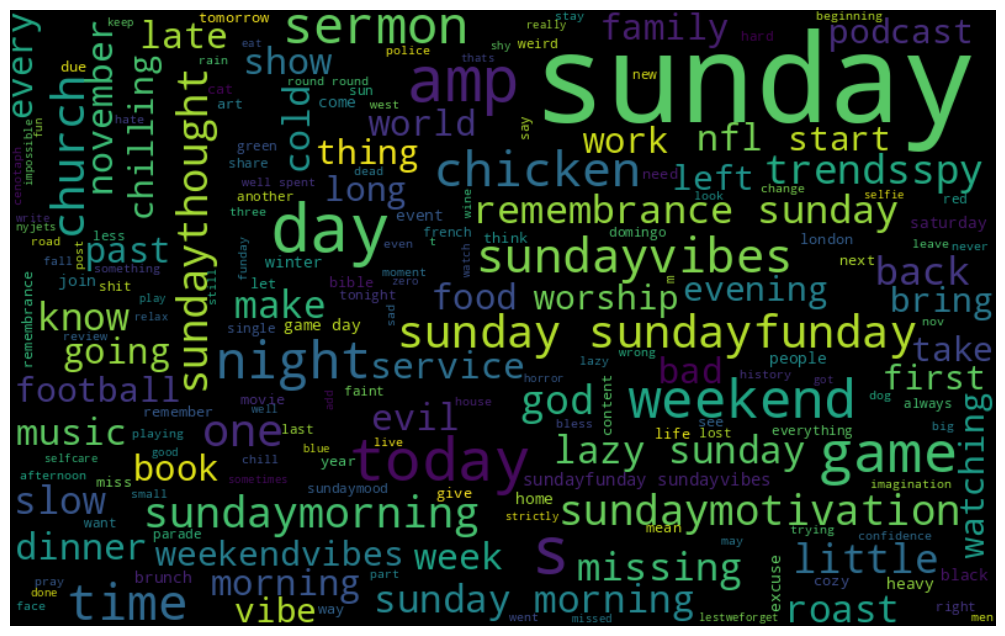 sunday
day
today
amp
s
night
weekend
game
sermon
chicken
time
sundayvibes
sunday sundayfunday
remembrance sunday
sundaythought
sundaymorning
sundaymotivation
sunday morning
lazy sunday
trendsspy
church
november
every
late
show
family
podcast
chilling
cold
world
work
nfl
start
thing
long
left
past
make
food
worship
evening
back
bring
know
going
service
take
football
bad
first
god
evil
one
music
book
slow
watching
dinner
weekendvibes
week
missing
little
morning
vibe
roast
keep
tomorrow
police
really
stay
shy
weird
beginning
hard
due
eat
rain
thats
new
cat
round round
sun
art
come
west
say
hate
fun
impossible
cenotaph
green
share
dead
well spent
need
look
change
selfie
red
another
three
wine
event
french
think
domingo
london
saturday
leave
never
write
nyjets
road
less
post
fall
something
join
shit
remembrance
play
relax
review
still
funday
winter
let
bible
tonight
moment
zero
even
t
watch
m
next
nov
single
game day
sad
lazy
wrong
people
history
got
dog
always
faint
horror
movie
add
house
content
bless
see
remember
well
last
live
life
lost
everything
big
playing
good
blue
year
chill
selfcare
afternoon
miss
small
sometimes
sundaymood
give
home
sundayfunday sundayvibes
imagination
strictly
mean
trying
confidence
want
parade
may
excuse
pray
done
face
brunch
part
way
cozy
heavy
black
right
went
missed
lestweforget
men